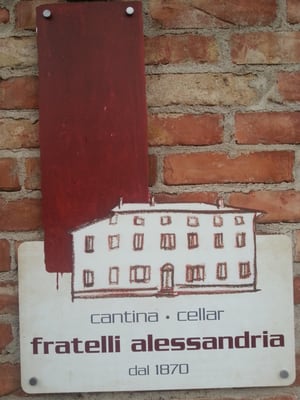 cantina • cellar
fratelli alessandria
dal 1870